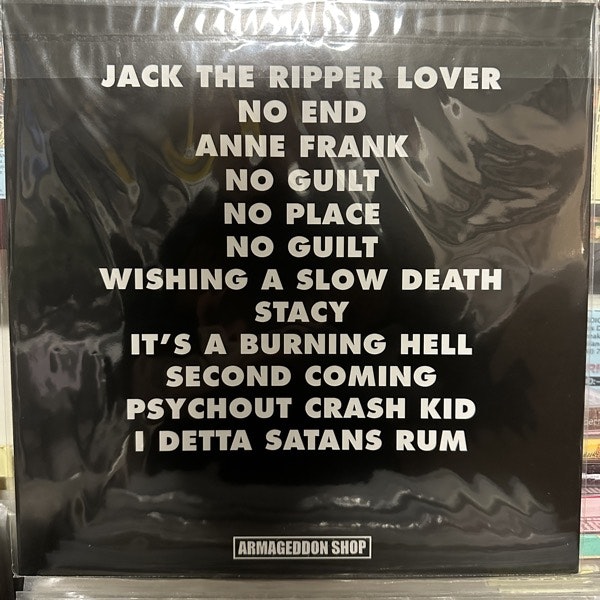 JACK THE RIPPER LOVER
NO END
ANNE FRANK
NO GUILT
NO PLACE
NO GUILT
WISHING A SLOW DEATH
STACY
IT'S A BURNING HELL
SECOND COMING
PSYCHOUT CRASH KID
I DETTA SATANS RUM
ARMAGEDDON SHOP